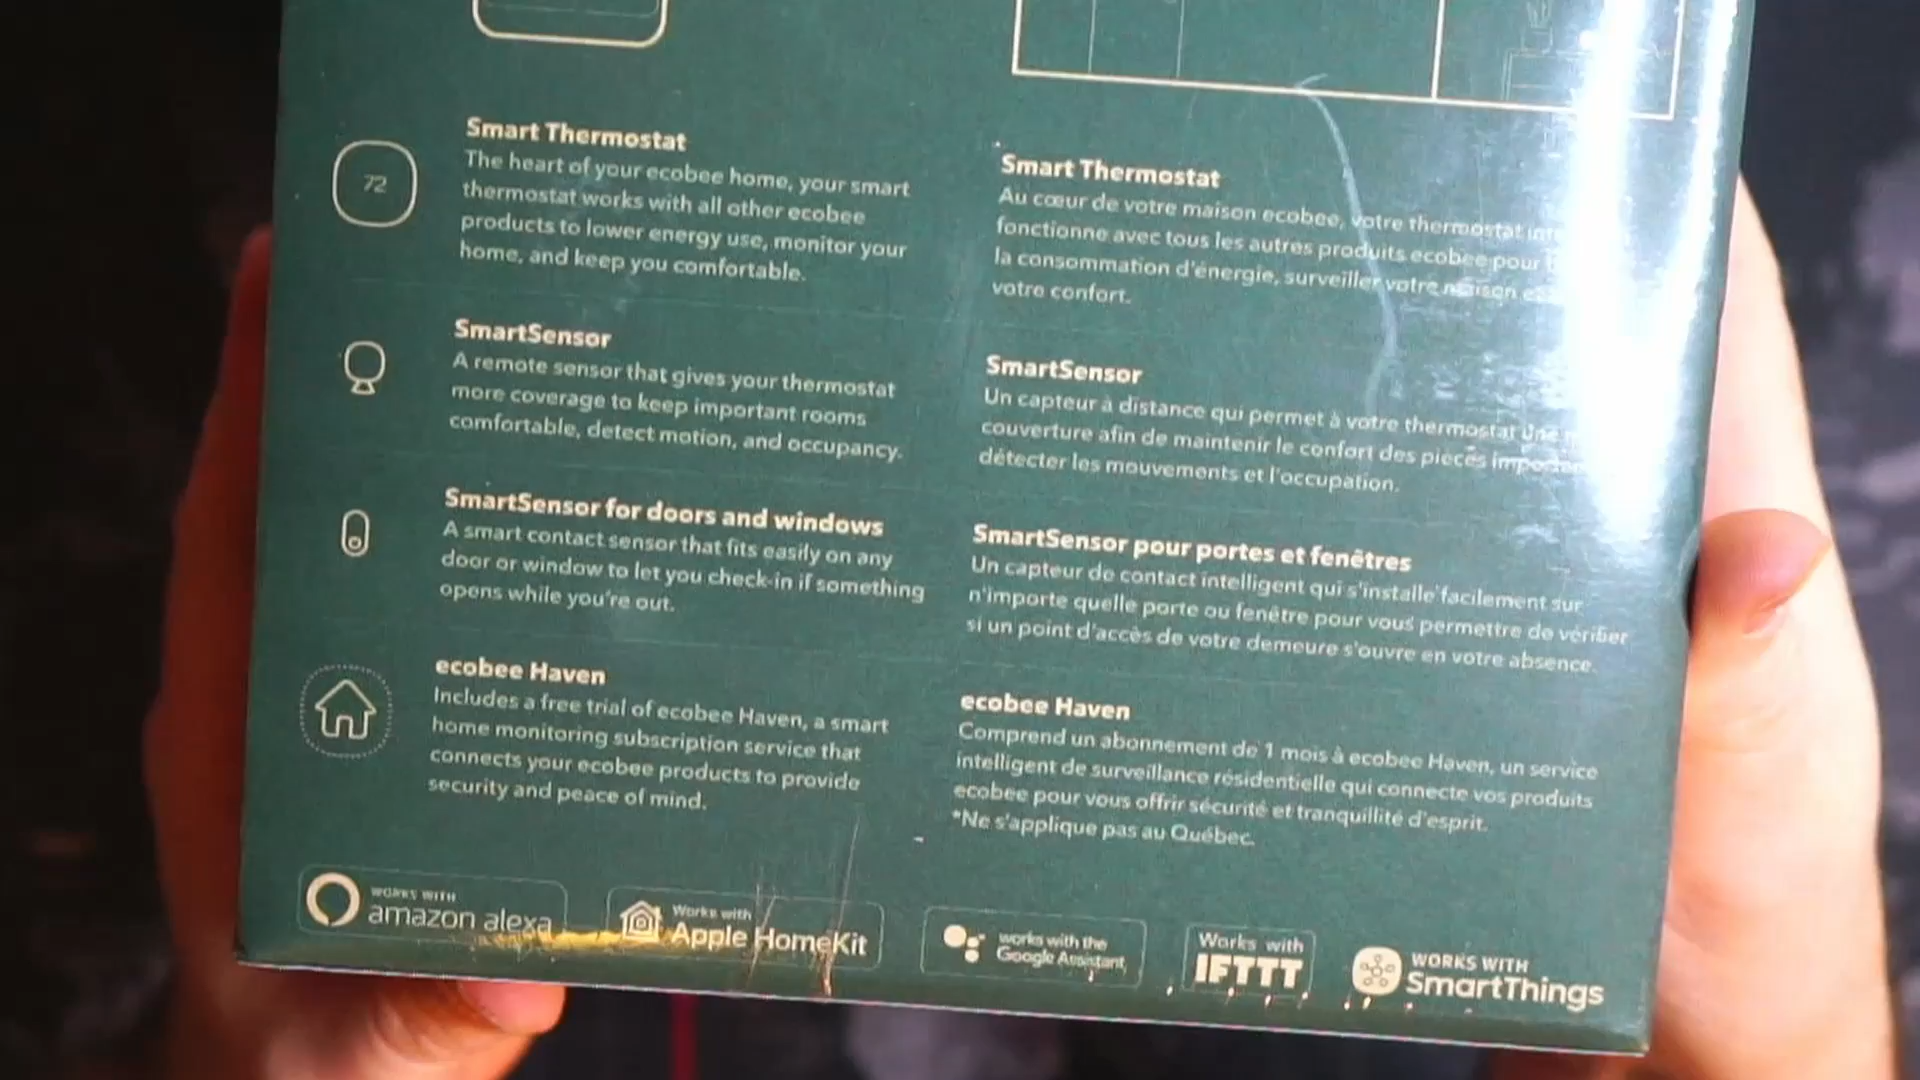 72
Smart Thermostat
The heart of your ecobee home, your smart
thermostat works with all other ecobee
products to lower energy use, monitor your
home, and keep you comfortable.
SmartSensor
A remote sensor that gives your thermostat
more coverage to keep important rooms
comfortable, detect motion, and occupancy.
SmartSensor for doors and windows
A smart contact sensor that fits easily on any
door or window to let you check-in if something
opens while you're out.
ecobee Haven
Includes a free trial of ecobee Haven, a smart
home monitoring subscription service that
connects your ecobee products to provide
security and peace of mind.
Smart Thermostat
Au cœur de votre maison ecobee, votre thermostat
fonctionne avec tous les autres produits ecobee pour
la consommation d'énergie, surveiller votre maison
votre confort.
SmartSensor
Un capteur à distance qui permet à votre thermostat une
couverture afin de maintenir le confort des pièces
détecter les mouvements et l'occupation.
SmartSensor pour portes et fenêtres
Un capteur de contact intelligent qui s'installe facilement sur
n'importe quelle porte ou fenêtre pour vous permettre de vérifier
si un point d'accès de votre demeure s'ouvre en votre absence.
ecobee Haven
Comprend un abonnement de 1 mois à ecobee Haven, un service
intelligent de surveillance résidentielle qui connecte vos produits
ecobee pour vous offrir sécurité et tranquillité d'esprit.
*Ne s'applique pas au Québec.
WORKS WITH
amazon alexa
Works with
Apple HomeKit
works with the
Google Assistant
Works with
IFTTT
WORKS WITH
SmartThings